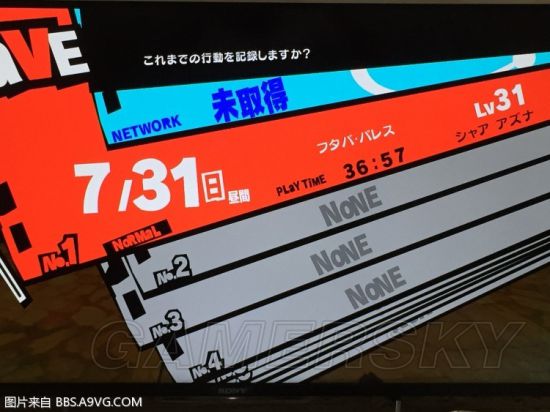 aVE
これまでの行動を記録しますか?
NETWORK 未取得
7/31日 昼間
フタバ・パレス
PLaY TiME 36:57
Lv31
シャア アズナ
No.1 NoRMaL
No.2 NoNE
No.3 NoNE
No.4 NoNE
GAMERSKY
SONY
图片来自 BBS.A9VG.COM